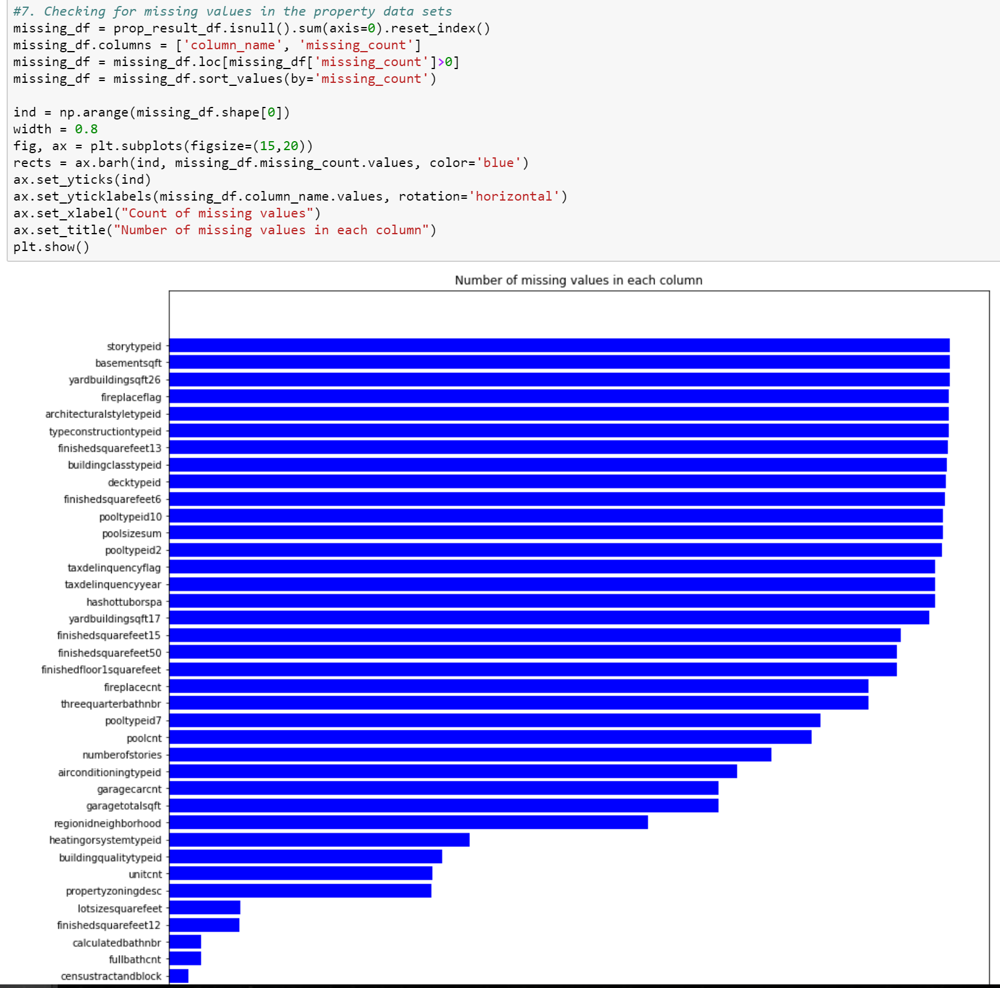 #7. Checking for missing values in the property data sets
missing_df = prop_result_df.isnull().sum(axis=0).reset_index()
missing_df.columns = ['column_name', 'missing_count']
missing_df = missing_df.loc[missing_df['missing_count']>0]
missing_df = missing_df.sort_values(by='missing_count')
ind = np.arange(missing_df.shape[0])
width = 0.8
fig, ax = plt.subplots(figsize=(15,20))
rects = ax.barh(ind, missing_df.missing_count.values, color='blue')
ax.set_yticks(ind)
ax.set_yticklabels(missing_df.column_name.values, rotation='horizontal')
ax.set_xlabel("Count of missing values")
ax.set_title("Number of missing values in each column")
plt.show()
Number of missing values in each column
storytypeid
basementsqft
yardbuildingsqft26
fireplaceflag
architecturalstyletypeid
typeconstructiontypeid
finishedsquarefeet13
buildingclasstypeid
decktypeid
finishedsquarefeet6
pooltypeid10
poolsizesum
pooltypeid2
taxdelinquencyflag
taxdelinquencyyear
hashottuborspa
yardbuildingsqft17
finishedsquarefeet15
finishedsquarefeet50
finishedfloor1squarefeet
fireplacecnt
threequarterbathnbr
pooltypeid7
poolcnt
numberofstories
airconditioningtypeid
garagecarcnt
garagetotalsqft
regionidneighborhood
heatingorsystemtypeid
buildingqualitytypeid
unitcnt
propertyzoningdesc
lotsizesquarefeet
finishedsquarefeet12
calculatedbathnbr
fullbathcnt
censustractandblock